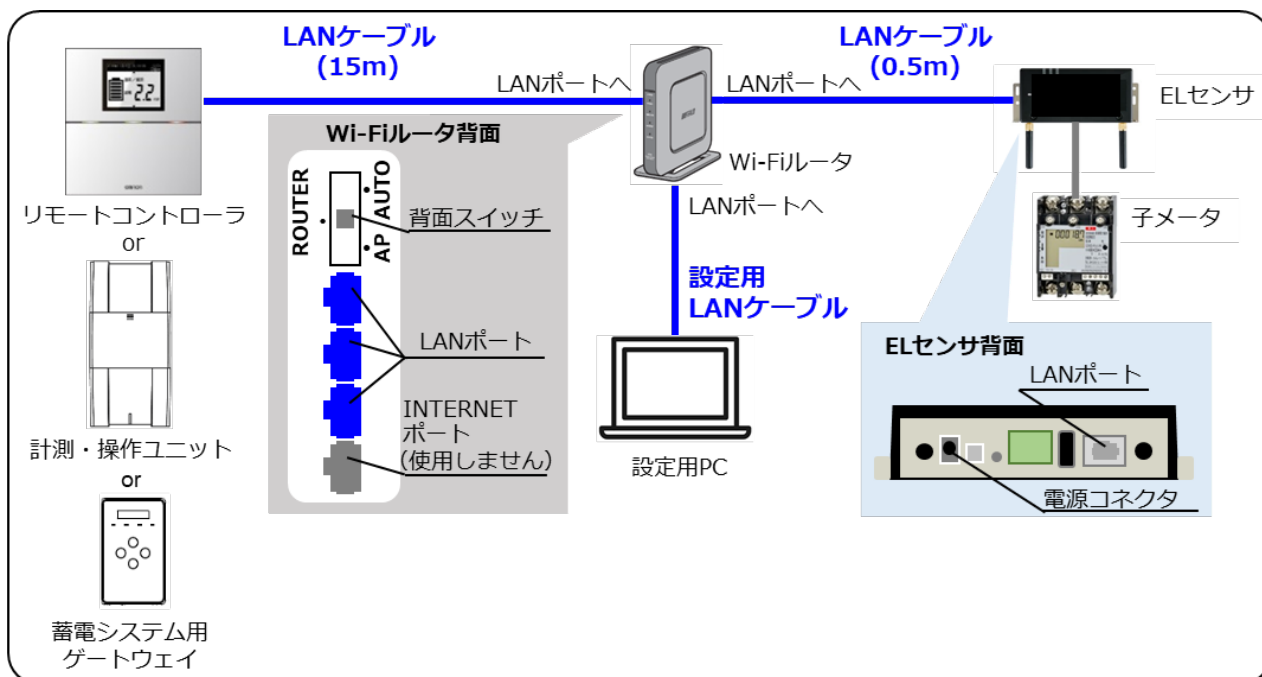 LANケーブル
(15m)
LANケーブル
(0.5m)
LANポートへ
LANポートへ
ELセンサ
Wi-Fiルータ背面
Wi-Fiルータ
ROUTER
AUTO
AP
背面スイッチ
LANポートへ
子メータ
リモートコントローラ
or
設定用
LANケーブル
LANポート
ELセンサ背面
LANポート
INTERNET
ポート
(使用しません)
計測・操作ユニット
設定用PC
電源コネクタ
or
蓄電システム用
ゲートウェイ
2.2